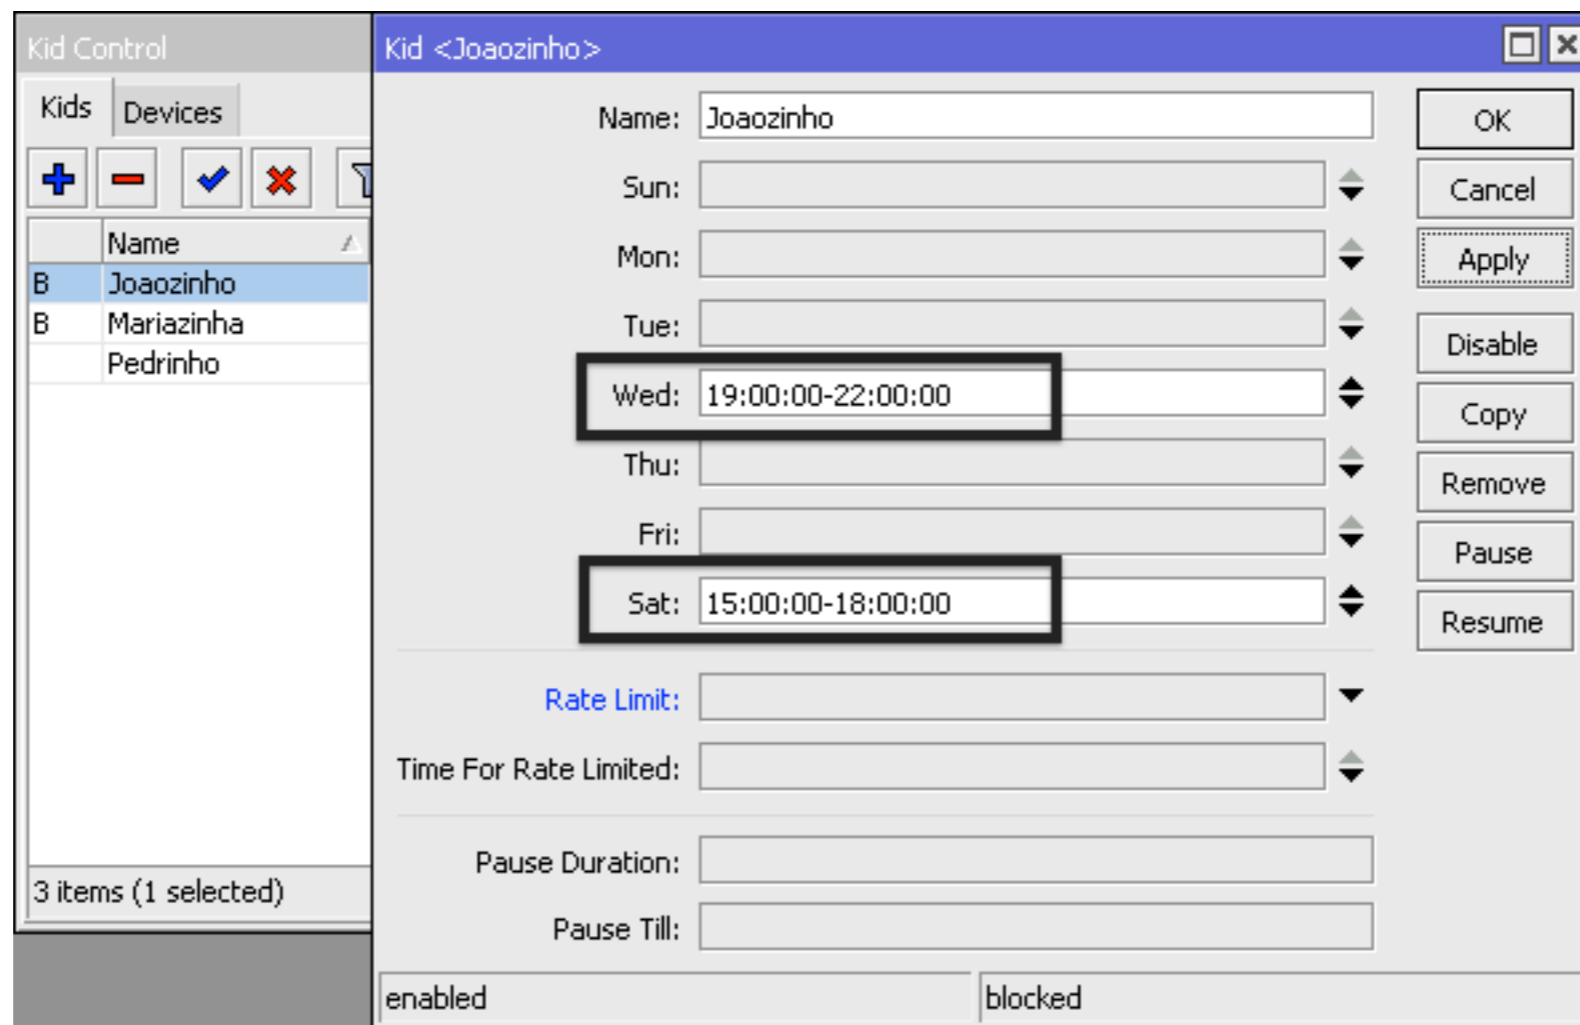 Kid Control
Kids
Devices
Name
B Joaozinho
B Mariazinha
Pedrinho
3 items (1 selected)
Kid <Joaozinho>
Name: Joaozinho
Sun:
Mon:
Tue:
Wed: 19:00:00-22:00:00
Thu:
Fri:
Sat: 15:00:00-18:00:00
Rate Limit:
Time For Rate Limited:
Pause Duration:
Pause Till:
enabled
blocked
OK
Cancel
Apply
Disable
Copy
Remove
Pause
Resume